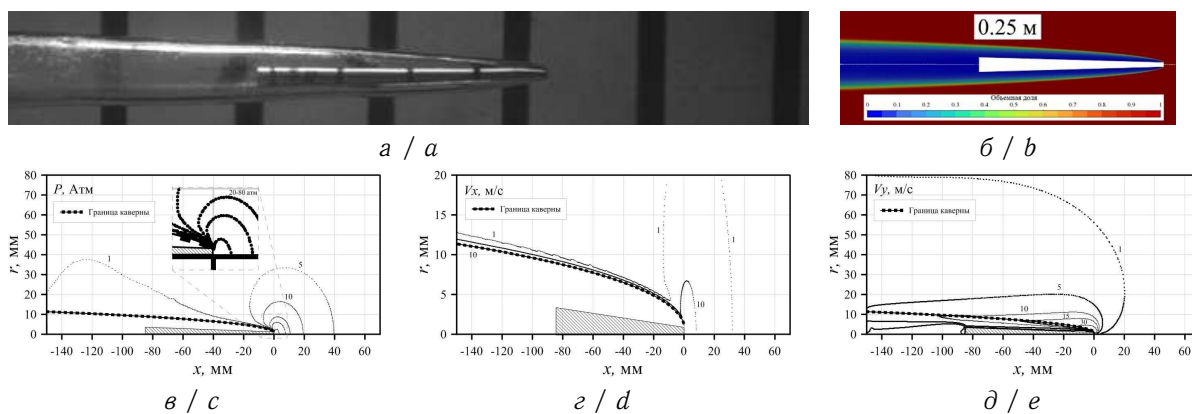 0.25 м
Объемная доля
0 0.1 0.2 0.3 0.4 0.5 0.6 0.7 0.8 0.9 1
а / a
б / b
80
70
60
50
40
30
20
10
0
r, мм
P, Атм
Граница каверны
20-80 атм
1
5
10
-140 -120 -100 -80 -60 -40 -20 0 20 40 60
x, мм
в / c
20
15
10
5
0
r, мм
Vx, м/с
Граница каверны
1
10
1
1
10
-140 -120 -100 -80 -60 -40 -20 0 20 40 60
x, мм
г / d
80
70
60
50
40
30
20
10
0
r, мм
Vy, м/с
Граница каверны
1
5
10
15
30
-140 -120 -100 -80 -60 -40 -20 0 20 40 60
x, мм
д / e